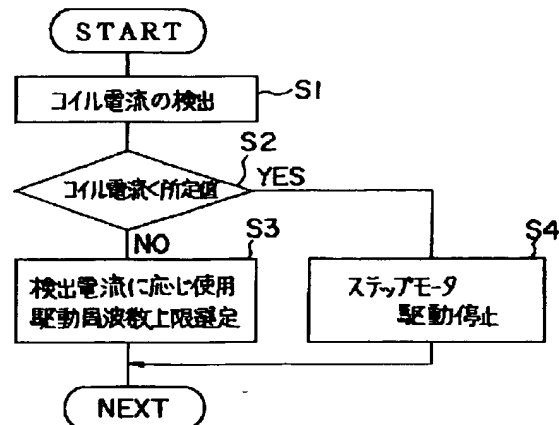 START
コイル電流の検出
S1
S2
コイル電流<所定値
YES
NO
S3
検出電流に応じ使用
駆動周波数上限選定
S4
ステップモータ
駆動停止
NEXT